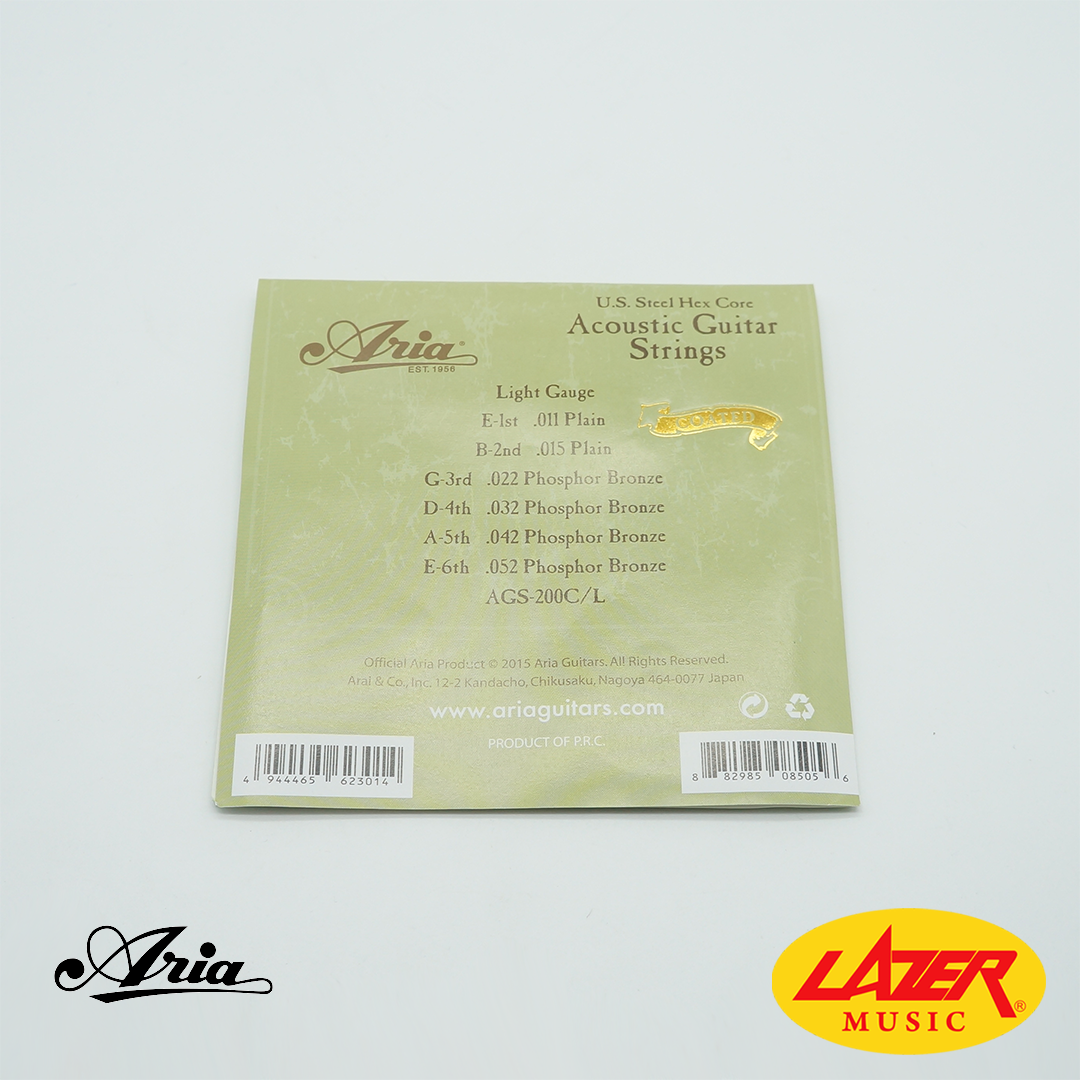 Aria
EST. 1956
U.S. Steel Hex Core
Acoustic Guitar
Strings
COATED
Light Gauge
E-1st .011 Plain
B-2nd .015 Plain
G-3rd .022 Phosphor Bronze
D-4th .032 Phosphor Bronze
A-5th .042 Phosphor Bronze
E-6th .052 Phosphor Bronze
AGS-200C/L
Official Aria Product © 2015 Aria Guitars. All Rights Reserved.
Arai & Co., Inc. 12-2 Kandacho, Chikusaku, Nagoya 464-0077 Japan
www.ariaguitars.com
PRODUCT OF P.R.C.
4 944465 623014
8 82985 08505 6
Aria
LAZER®
MUSIC